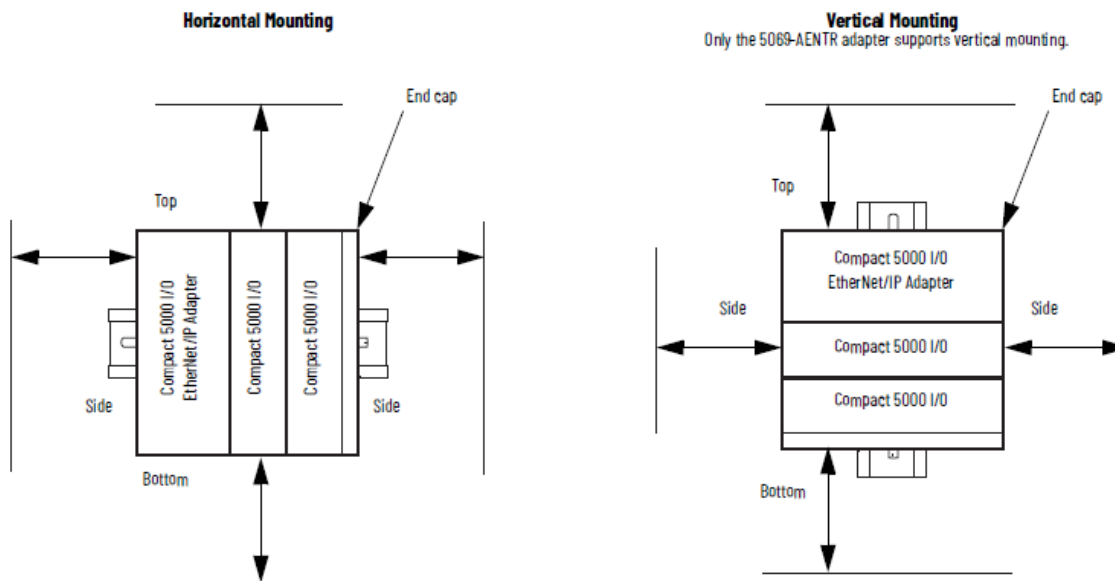 Horizontal Mounting
End cap
Top
Compact 5000 I/O
EtherNet/IP Adapter
Compact 5000 I/O
Compact 5000 I/O
Side
Side
Bottom
Vertical Mounting
Only the 5069-AENTR adapter supports vertical mounting.
End cap
Top
Compact 5000 I/O
EtherNet/IP Adapter
Side
Side
Compact 5000 I/O
Compact 5000 I/O
Bottom